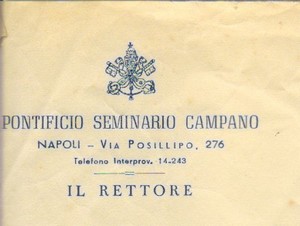 PONTIFICIO SEMINARIO CAMPANO
NAPOLI - VIA POSILLIPO, 276
Telefono Interprov. 14-243
IL RETTORE